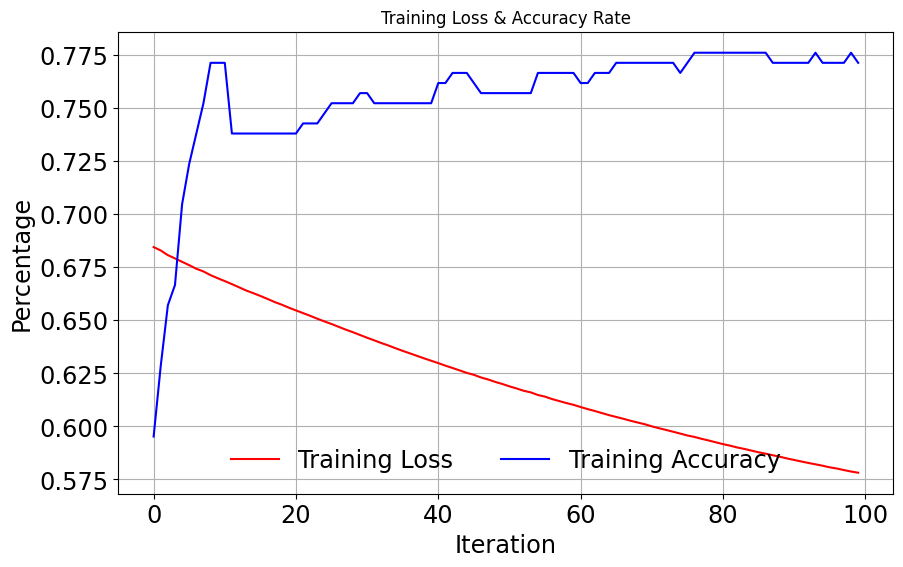 Training Loss & Accuracy Rate
Percentage
0.775
0.750
0.725
0.700
0.675
0.650
0.625
0.600
0.575
Training Loss Training Accuracy
0 20 40 60 80 100
Iteration